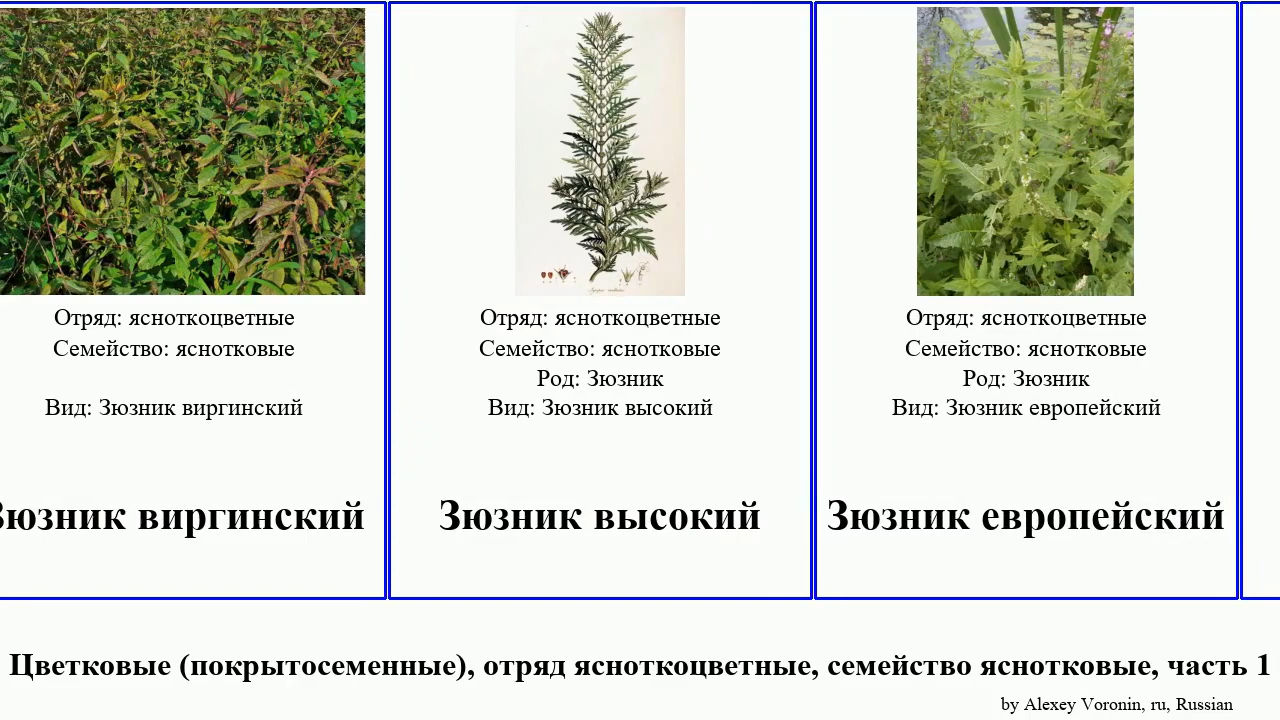 Отряд: ясноткоцветные
Семейство: яснотковые
Вид: Зюзник виргинский
Зюзник виргинский
Отряд: ясноткоцветные
Семейство: яснотковые
Род: Зюзник
Вид: Зюзник высокий
Зюзник высокий
Отряд: ясноткоцветные
Семейство: яснотковые
Род: Зюзник
Вид: Зюзник европейский
Зюзник европейский
Цветковые (покрытосеменные), отряд ясноткоцветные, семейство яснотковые, часть 1
by Alexey Voronin, ru, Russian